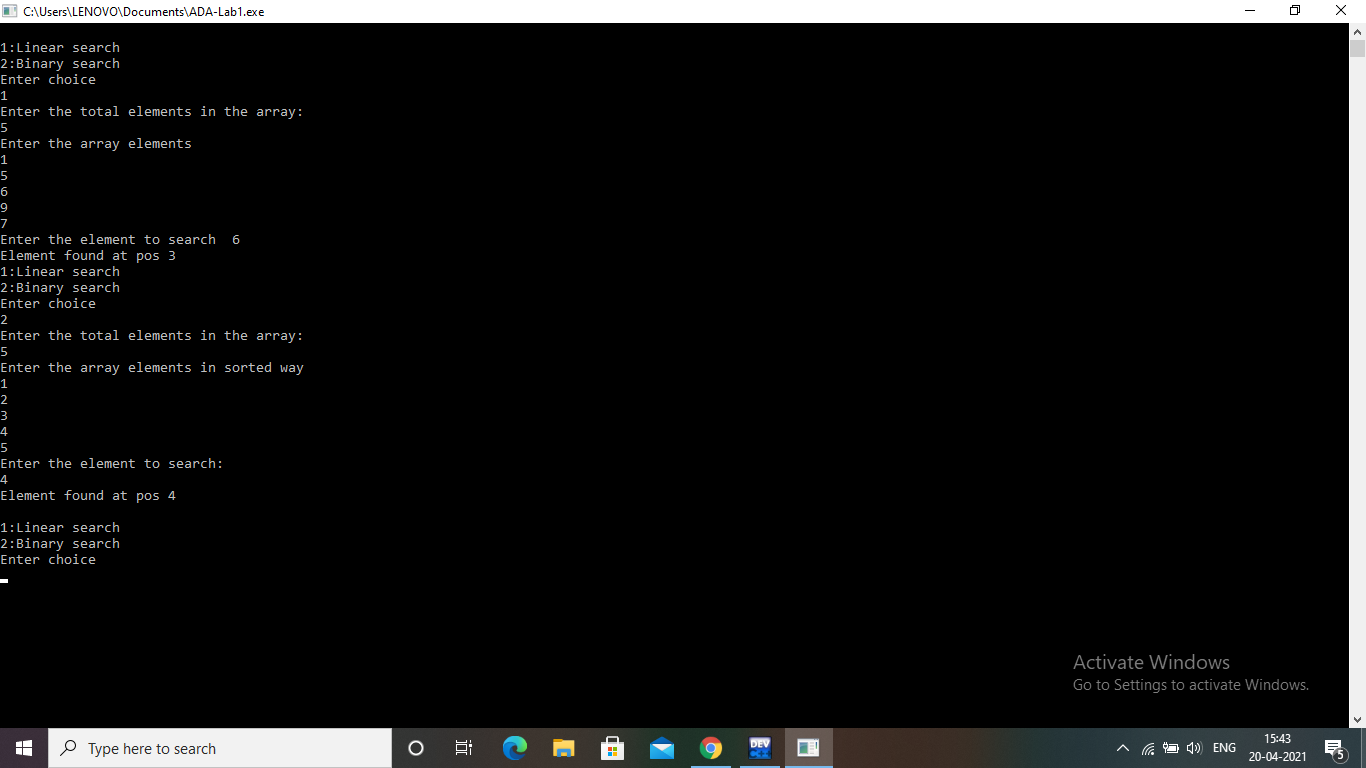 C:\Users\LENOVO\Documents\ADA-Lab1.exe
1:Linear search
2:Binary search
Enter choice
1
Enter the total elements in the array:
5
Enter the array elements
1
5
6
9
7
Enter the element to search  6
Element found at pos 3
1:Linear search
2:Binary search
Enter choice
2
Enter the total elements in the array:
5
Enter the array elements in sorted way
1
2
3
4
5
Enter the element to search:
4
Element found at pos 4
1:Linear search
2:Binary search
Enter choice
Activate Windows
Go to Settings to activate Windows.
Type here to search
DEV
ENG
15:43
20-04-2021
5